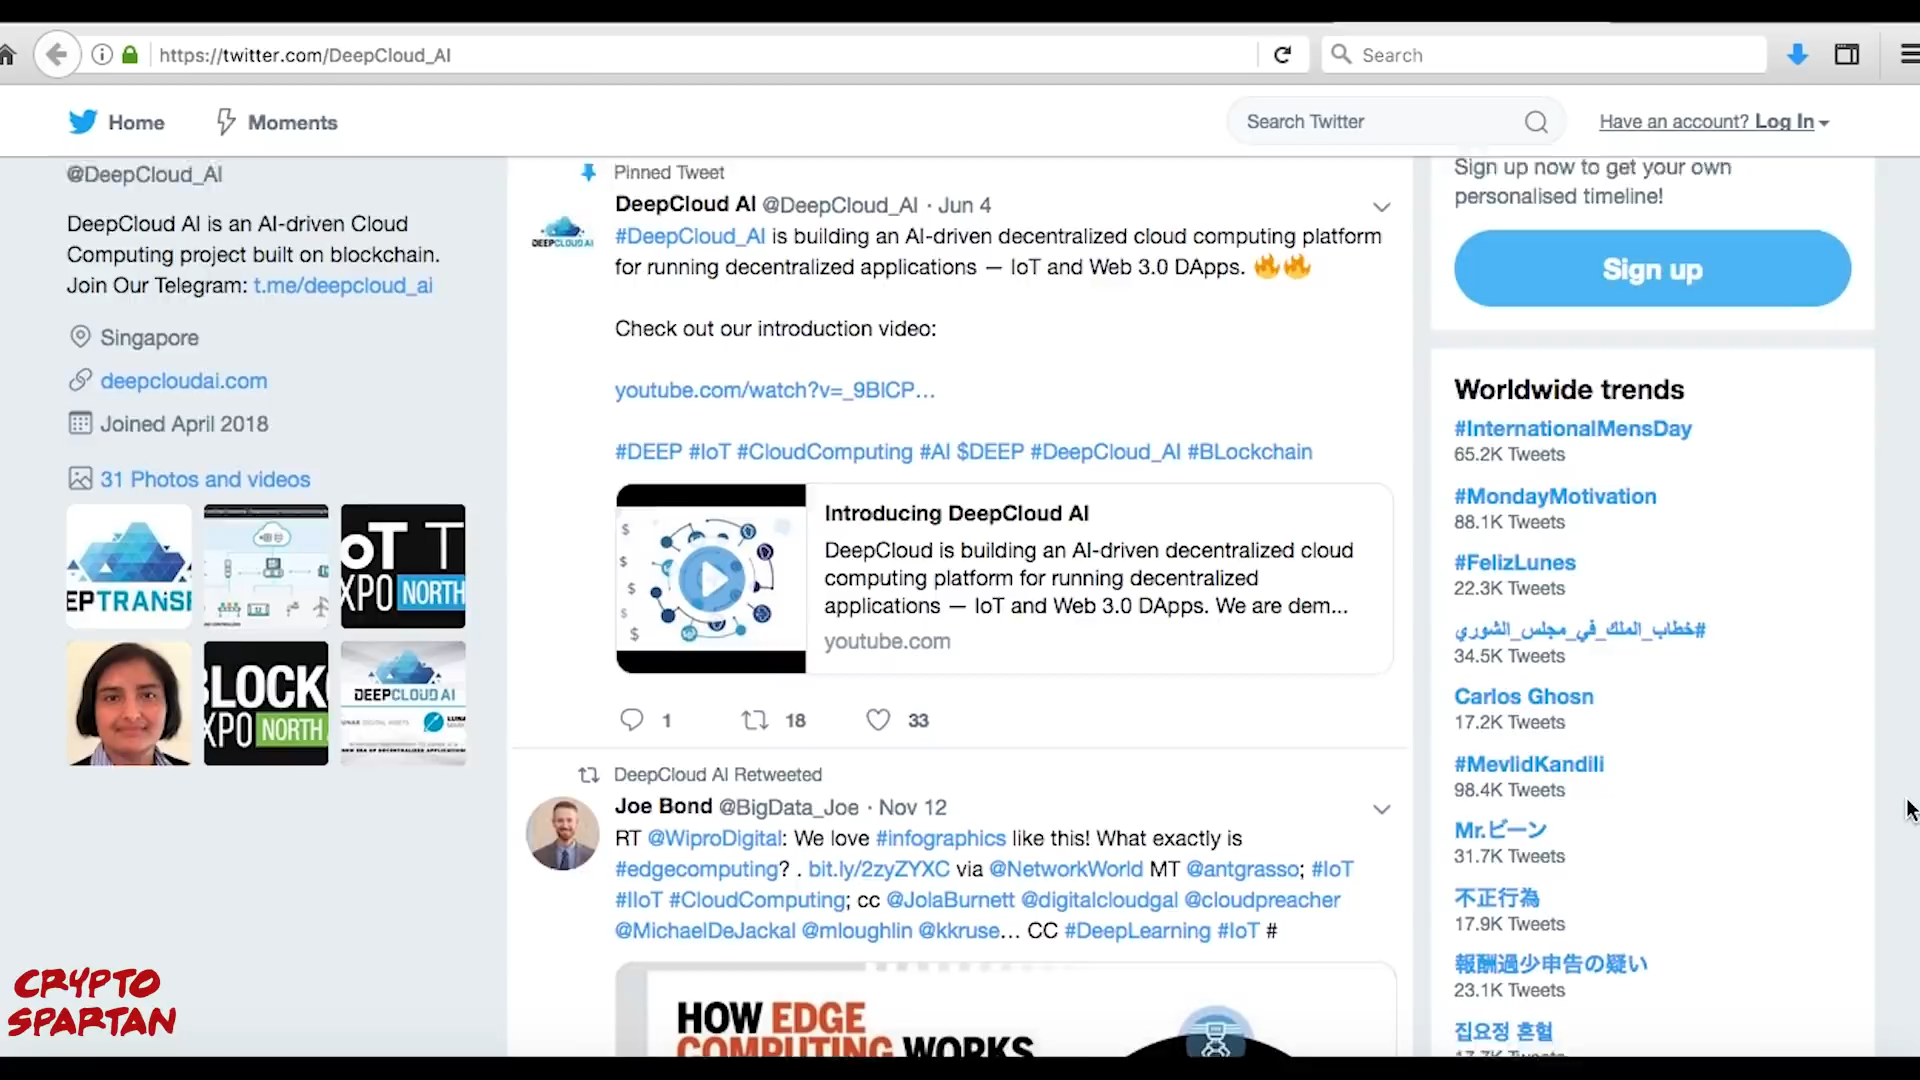 https://twitter.com/DeepCloud_AI
Search
Home
Moments
Search Twitter
Have an account? Log In
@DeepCloud_AI
DeepCloud AI is an AI-driven Cloud
Computing project built on blockchain.
Join Our Telegram: t.me/deepcloud_ai
Singapore
deepcloudai.com
Joined April 2018
31 Photos and videos
EPTRANSF
IoT T
XPO NORTH
BLOCK
XPO NORTH
DEEPCLOUD AI
Pinned Tweet
DeepCloud AI @DeepCloud_AI · Jun 4
DEEPCLOUD AI
#DeepCloud_AI is building an AI-driven decentralized cloud computing platform
for running decentralized applications — IoT and Web 3.0 DApps. 🔥🔥
Check out our introduction video:
youtube.com/watch?v=_9BICP…
#DEEP #IoT #CloudComputing #AI $DEEP #DeepCloud_AI #BLockchain
Introducing DeepCloud AI
DeepCloud is building an AI-driven decentralized cloud
computing platform for running decentralized
applications — IoT and Web 3.0 DApps. We are dem...
youtube.com
1 18 33
DeepCloud AI Retweeted
Joe Bond @BigData_Joe · Nov 12
RT @WiproDigital: We love #infographics like this! What exactly is
#edgecomputing? . bit.ly/2zyZYXC via @NetworkWorld MT @antgrasso; #IoT
#IIoT #CloudComputing; cc @JolaBurnett @digitalcloudgal @cloudpreacher
@MichaelDeJackal @mloughlin @kkruse… CC #DeepLearning #IoT #
HOW EDGE
COMPUTING WORKS
Sign up now to get your own
personalised timeline!
Sign up
Worldwide trends
#InternationalMensDay
65.2K Tweets
#MondayMotivation
88.1K Tweets
#FelizLunes
22.3K Tweets
#خطاب_الملك_في_مجلس_الشوري
34.5K Tweets
Carlos Ghosn
17.2K Tweets
#MevlidKandili
98.4K Tweets
Mr.ビーン
31.7K Tweets
不正行為
17.9K Tweets
報酬過少申告の疑い
23.1K Tweets
집요정 혼혈
CRYPTO
SPARTAN